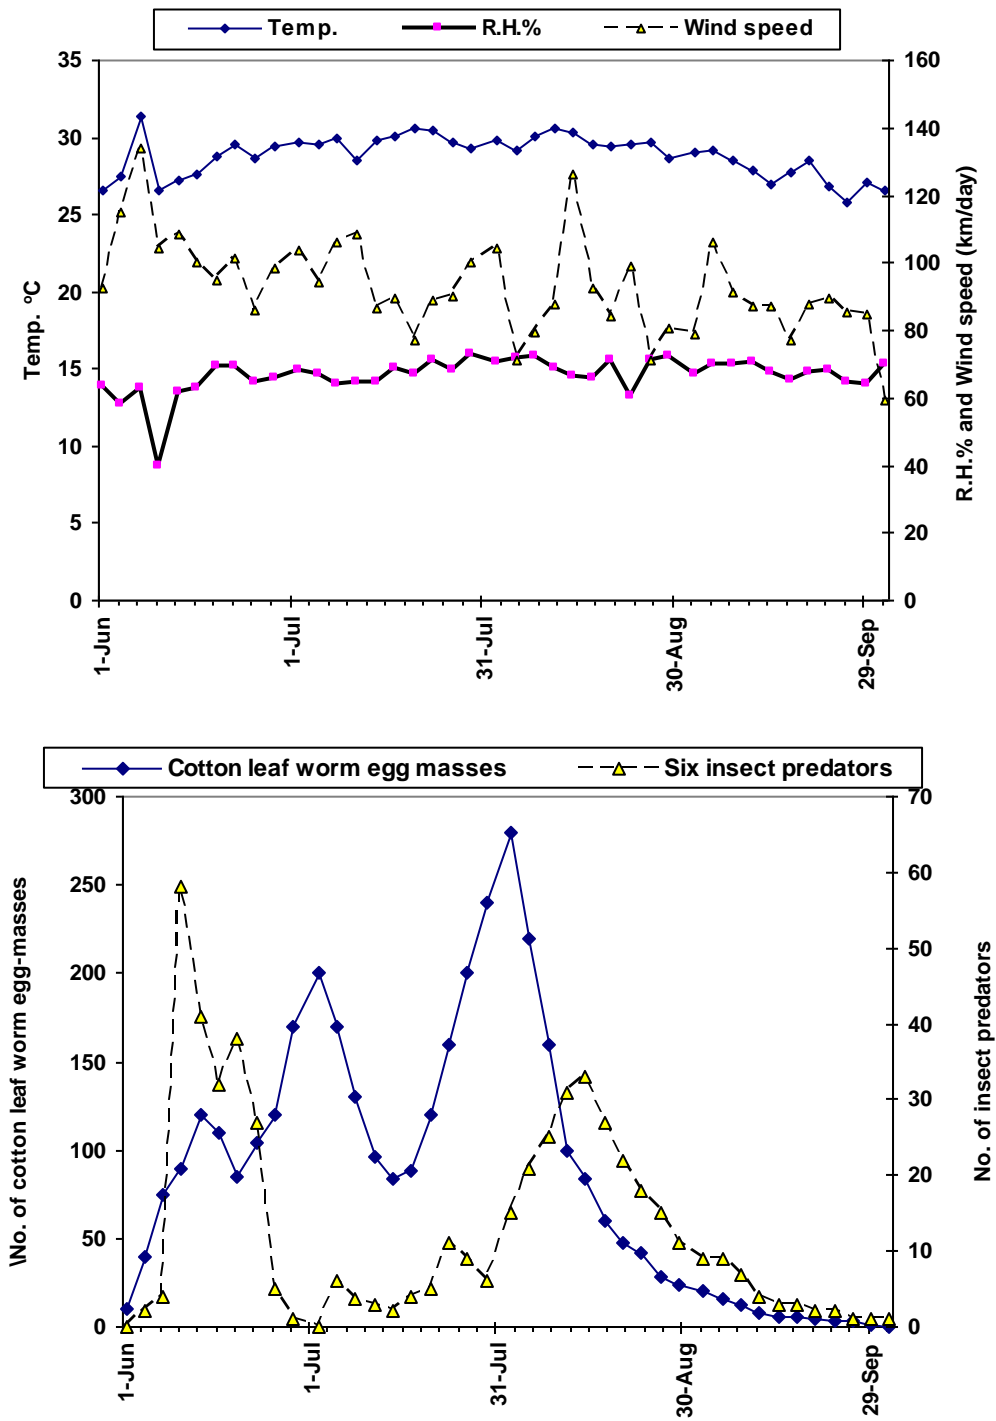 Temp. R.H.% Wind speed
35 160
30 140
25 120
20 100
15 80
10 60
5 40
0 20
0
Temp. °C
R.H.% and Wind speed (km/day)
1-Jun 1-Jul 31-Jul 30-Aug 29-Sep
Cotton leaf worm egg masses Six insect predators
300 70
250 60
200 50
150 40
100 30
50 20
0 10
0
\No. of cotton leaf worm egg-masses
No. of insect predators
1-Jun 1-Jul 31-Jul 30-Aug 29-Sep